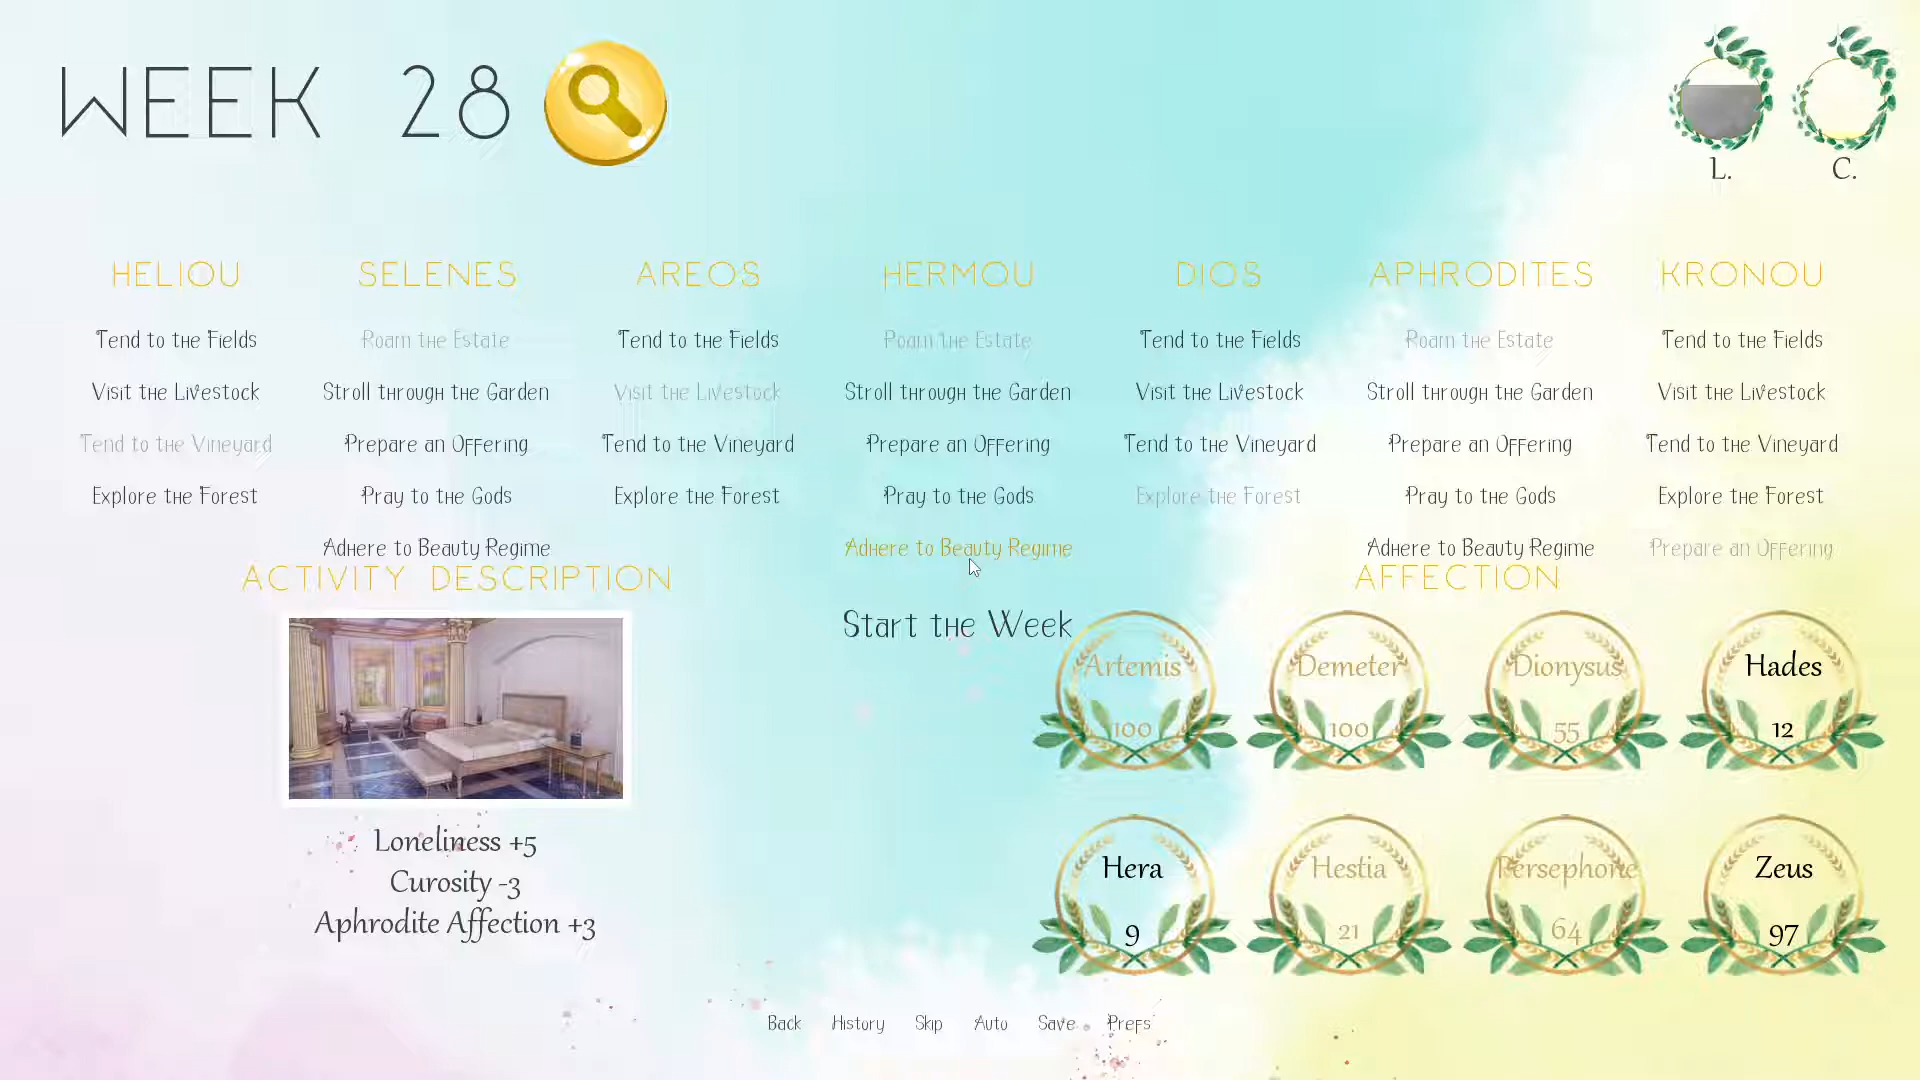 WEEK 28
L.
C.
HELIOU
SELENES
AREOS
HERMOU
DIOS
APHRODITES
KRONOU
Tend to the Fields
Roam the Estate
Tend to the Fields
Roam the Estate
Tend to the Fields
Roam the Estate
Tend to the Fields
Visit the Livestock
Stroll through the Garden
Visit the Livestock
Stroll through the Garden
Visit the Livestock
Stroll through the Garden
Visit the Livestock
Tend to the Vineyard
Prepare an Offering
Tend to the Vineyard
Prepare an Offering
Tend to the Vineyard
Prepare an Offering
Tend to the Vineyard
Explore the Forest
Pray to the Gods
Explore the Forest
Pray to the Gods
Explore the Forest
Pray to the Gods
Explore the Forest
Adhere to Beauty Regime
Adhere to Beauty Regime
Adhere to Beauty Regime
Prepare an Offering
ACTIVITY DESCRIPTION
AFFECTION
Start the Week
Artemis
Demeter
Dionysus
Hades
100
100
55
12
Loneliness +5
Curosity -3
Aphrodite Affection +3
Hera
Hestia
Persephone
Zeus
9
21
64
97
Back
History
Skip
Auto
Save
Prefs